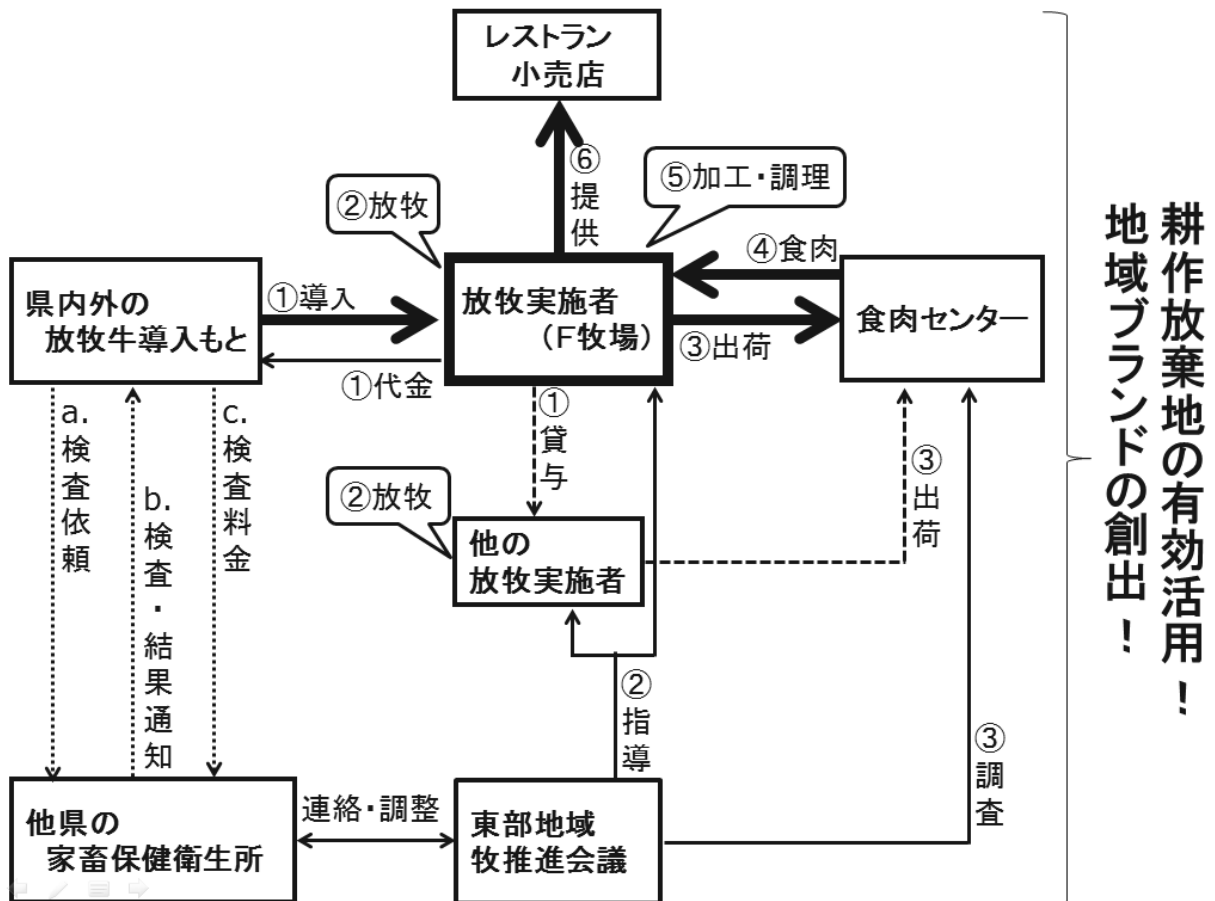 レストラン
小売店
⑥提供
②放牧
⑤加工・調理
県内外の
放牧牛導入もと
①導入
①代金
放牧実施者
（F牧場）
④食肉
③出荷
食肉センター
a.検査依頼
b.検査・結果通知
c.検査料金
①貸与
②放牧
他の
放牧実施者
③出荷
②指導
③調査
他県の
家畜保健衛生所
連絡・調整
東部地域
牧推進会議
耕作放棄地の有効活用！
地域ブランドの創出！